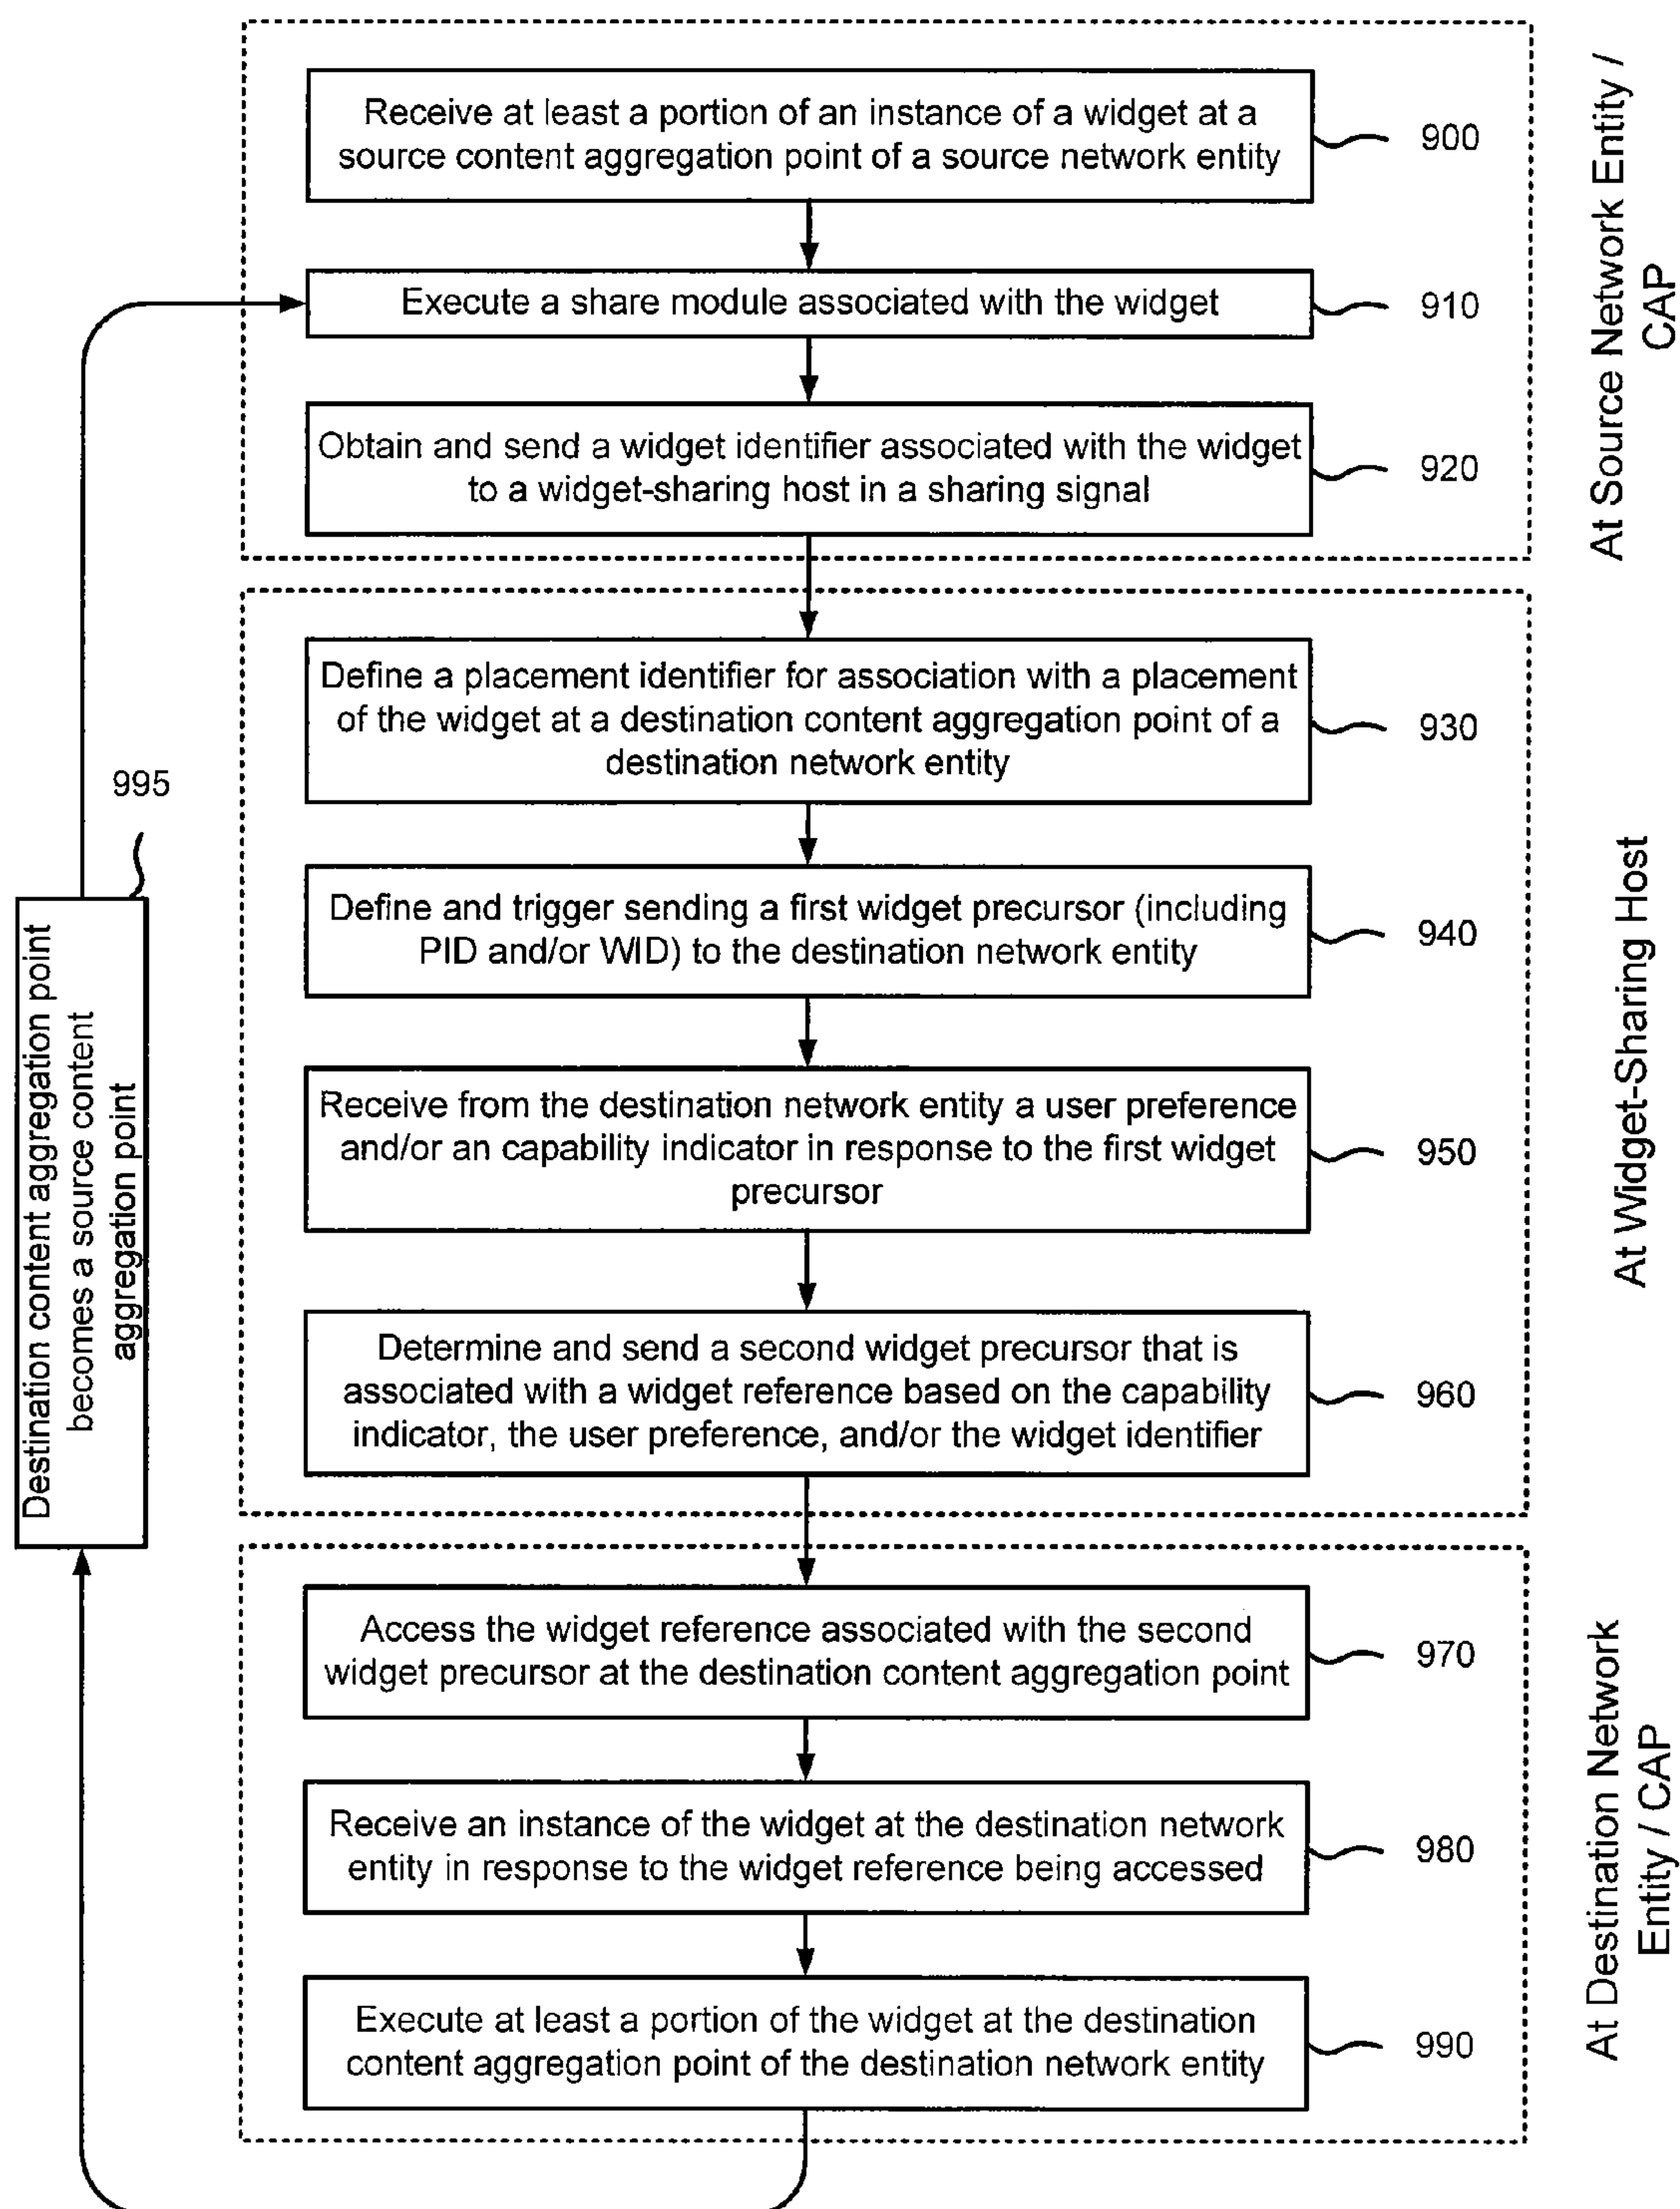 Receive at least a portion of an instance of a widget at a
source content aggregation point of a source network entity
900
Execute a share module associated with the widget
910
Obtain and send a widget identifier associated with the widget
to a widget-sharing host in a sharing signal
920
At Source Network Entity /
CAP
Define a placement identifier for association with a placement
of the widget at a destination content aggregation point of a
destination network entity
930
Define and trigger sending a first widget precursor (including
PID and/or WID) to the destination network entity
940
Receive from the destination network entity a user preference
and/or an capability indicator in response to the first widget
precursor
950
Determine and send a second widget precursor that is
associated with a widget reference based on the capability
indicator, the user preference, and/or the widget identifier
960
At Widget-Sharing Host
Access the widget reference associated with the second
widget precursor at the destination content aggregation point
970
Receive an instance of the widget at the destination network
entity in response to the widget reference being accessed
980
Execute at least a portion of the widget at the destination
content aggregation point of the destination network entity
990
At Destination Network
Entity / CAP
995
Destination content aggregation point
becomes a source content
aggregation point